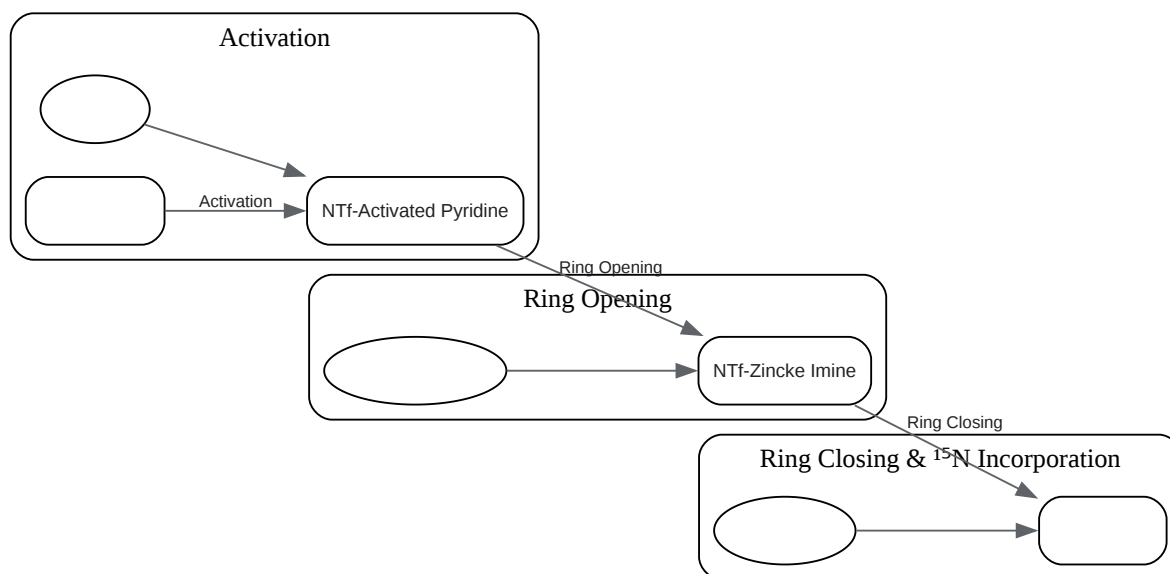 Activation
Activation
NTf-Activated Pyridine
Ring Opening
Ring Opening
NTf-Zincke Imine
Ring Closing
Ring Closing & ¹⁵N Incorporation